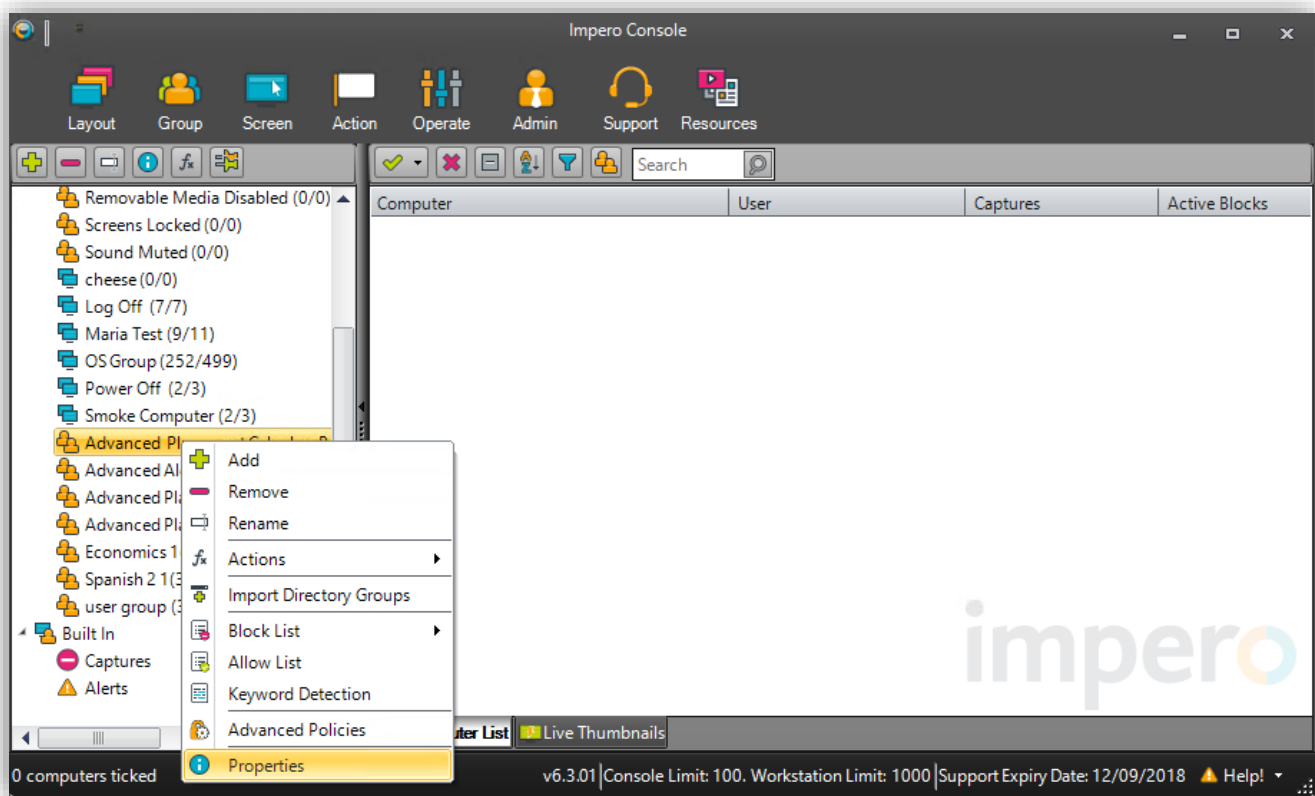 Impero Console
Layout Group Screen Action Operate Admin Support Resources
Search
Removable Media Disabled (0/0)
Screens Locked (0/0)
Sound Muted (0/0)
cheese (0/0)
Log Off (7/7)
Maria Test (9/11)
OS Group (252/499)
Power Off (2/3)
Smoke Computer (2/3)
Advanced
Advanced
Advanced
Advanced
Economics 1
Spanish 2 1(3
user group (3
Built In
Captures
Alerts
Add
Remove
Rename
Actions
Import Directory Groups
Block List
Allow List
Keyword Detection
Advanced Policies
Properties
Computer User Captures Active Blocks
impero
List Live Thumbnails
0 computers ticked
v6.3.01 Console Limit: 100. Workstation Limit: 1000 Support Expiry Date: 12/09/2018 Help!